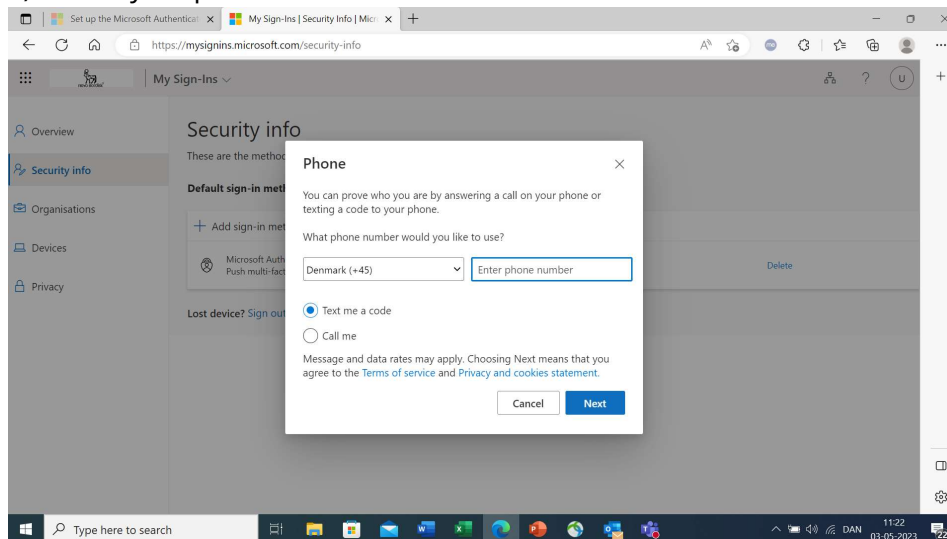 Set up the Microsoft Authenticat
My Sign-Ins | Security Info | Micr
https://mysignins.microsoft.com/security-info
novo nordisk
My Sign-Ins
?
U
Overview
Security info
Organisations
Devices
Privacy
Security info
These are the method
Default sign-in meth
Add sign-in met
Microsoft Auth
Push multi-fact
Delete
Lost device? Sign out
Phone
You can prove who you are by answering a call on your phone or
texting a code to your phone.
What phone number would you like to use?
Denmark (+45)
Enter phone number
Text me a code
Call me
Message and data rates may apply. Choosing Next means that you
agree to the Terms of service and Privacy and cookies statement.
Cancel
Next
Type here to search
DAN
11:22
03-05-2023
22